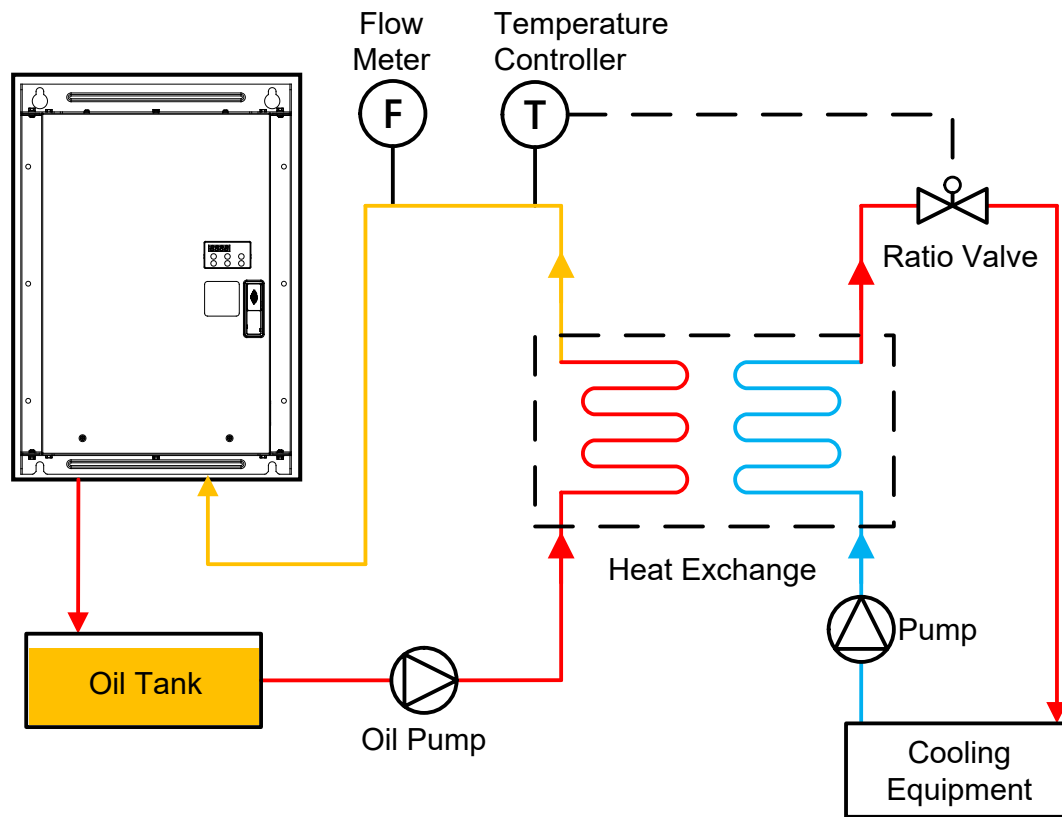 Flow
Meter
Temperature
Controller
F
T
Ratio Valve
Heat Exchange
Pump
Oil Tank
Oil Pump
Cooling
Equipment